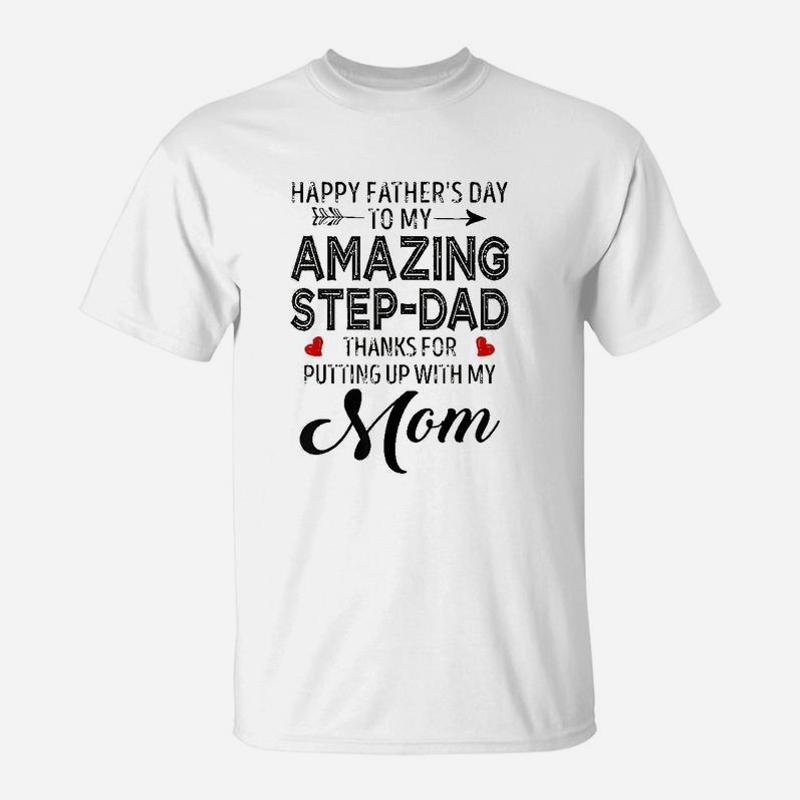 HAPPY FATHER'S DAY
TO MY
AMAZING
STEP-DAD
THANKS FOR
PUTTING UP WITH MY
Mom